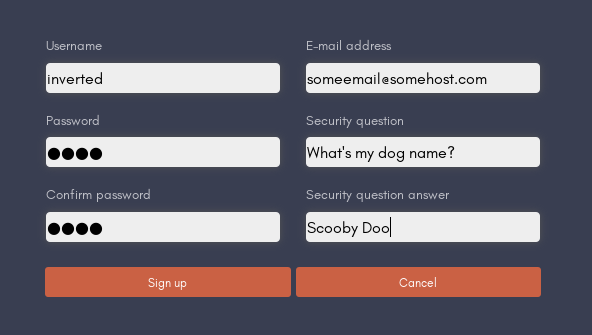 Username
inverted
E-mail address
someemail@somehost.com
Password
●●●●
Security question
What's my dog name?
Confirm password
●●●●
Security question answer
Scooby Doo
Sign up
Cancel